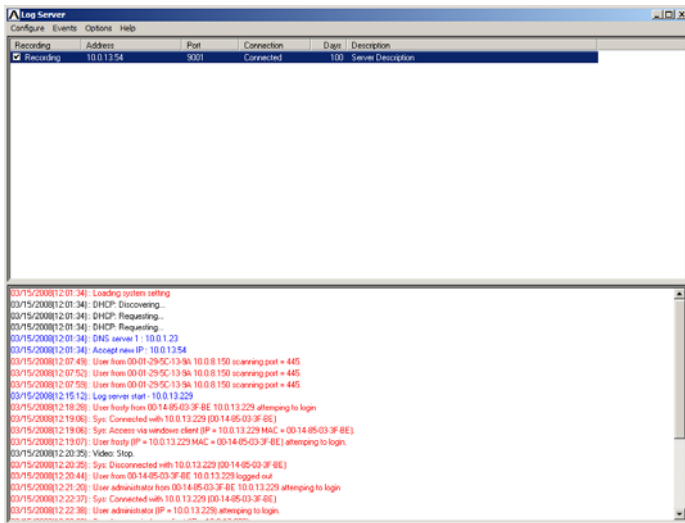 Log Server
Configure Events Options Help
Recording Address Port Connection Days Description
Recording 10.0.13.54 9001 Connected 100 Server Description
03/15/2008(12:01:34) : Loading system setting
03/15/2008(12:01:34) : DHCP: Discovering...
03/15/2008(12:01:34) : DHCP: Requesting...
03/15/2008(12:01:34) : DHCP: Requesting...
03/15/2008(12:01:34) : DNS server 1 : 10.0.1.23
03/15/2008(12:01:34) : Accept new IP : 10.0.13.54
03/15/2008(12:07:49) : User from 00-01-29-5C-13-9A 10.0.8.150 scanning port = 445
03/15/2008(12:07:52) : User from 00-01-29-5C-13-9A 10.0.8.150 scanning port = 445
03/15/2008(12:07:59) : User from 00-01-29-5C-13-9A 10.0.8.150 scanning port = 445
03/15/2008(12:15:12) : Log server start - 10.0.13.229
03/15/2008(12:18:28) : User frosty from 00-14-85-03-3F-BE 10.0.13.229 attemping to login
03/15/2008(12:19:06) : Sys: Connected with 10.0.13.229 (00-14-85-03-3F-BE)
03/15/2008(12:19:06) : Sys: Access via windows client (IP = 10.0.13.229 MAC = 00-14-85-03-3F-BE).
03/15/2008(12:19:07) : User frosty (IP = 10.0.13.229 MAC = 00-14-85-03-3F-BE) attemping to login.
03/15/2008(12:20:35) : Video: Stop.
03/15/2008(12:20:35) : Sys: Disconnected with 10.0.13.229 (00-14-85-03-3F-BE)
03/15/2008(12:20:44) : User from 00-14-85-03-3F-BE 10.0.13.229 logged out
03/15/2008(12:21:20) : User administrator from 00-14-85-03-3F-BE 10.0.13.229 attemping to login
03/15/2008(12:22:37) : Sys: Connected with 10.0.13.229 (00-14-85-03-3F-BE)
03/15/2008(12:22:38) : User administrator (IP = 10.0.13.229) attemping to login.